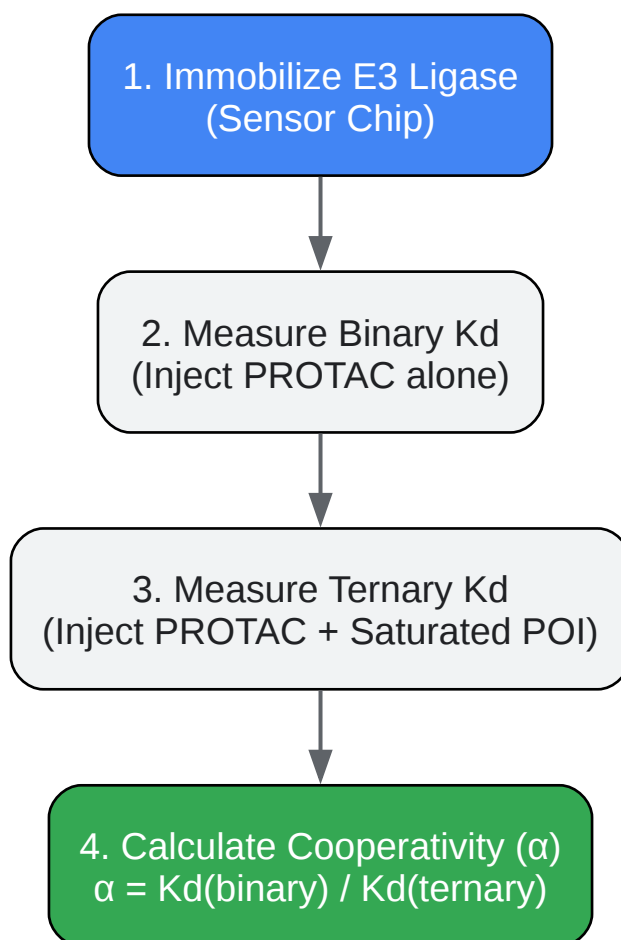 1. Immobilize E3 Ligase
(Sensor Chip)
2. Measure Binary Kd
(Inject PROTAC alone)
3. Measure Ternary Kd
(Inject PROTAC + Saturated POI)
4. Calculate Cooperativity (α)
α = Kd(binary) / Kd(ternary)